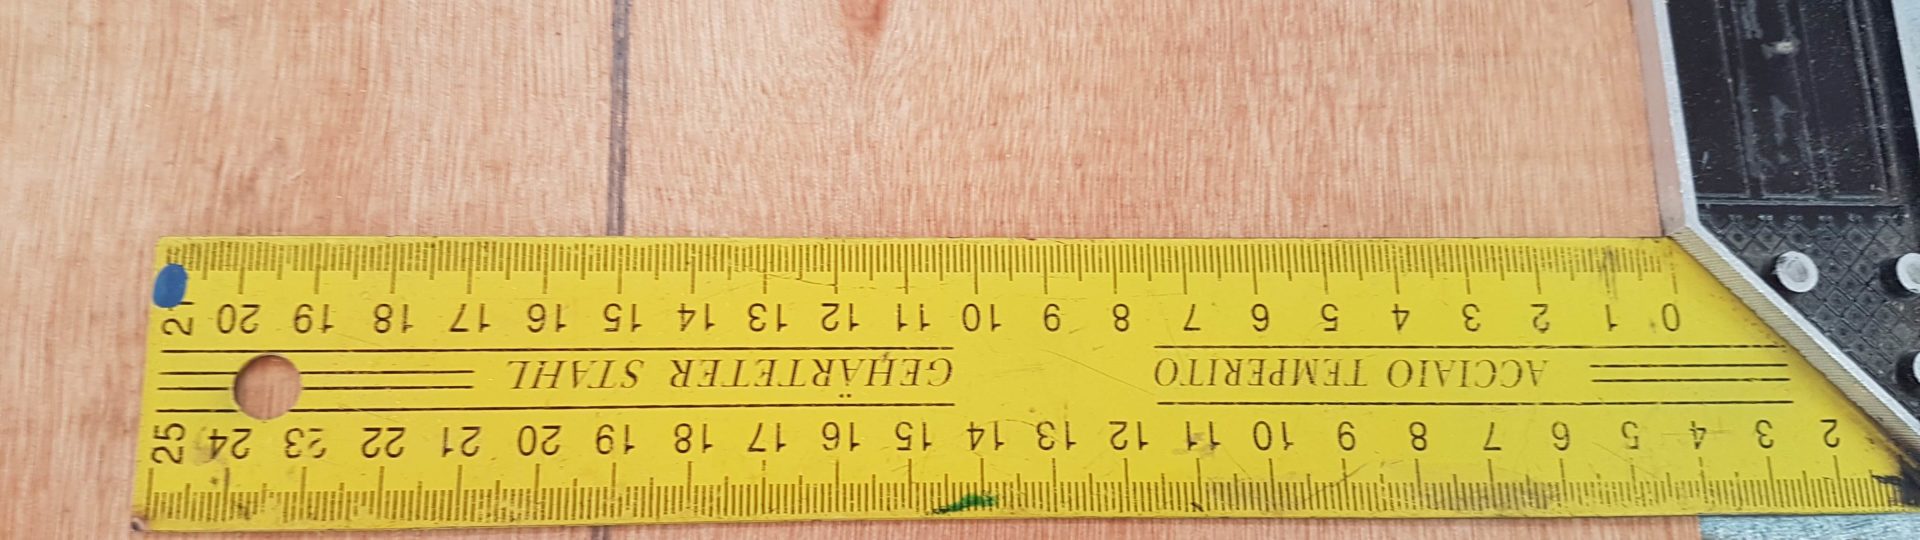 2 3 4 5 6 7 8 9 10 11 12 13 14 15 16 17 18 19 20 21 22 23 24 25
ACCIAIO TEMPERITO GEHÄRTETER STAHL
0 1 2 3 4 5 6 7 8 9 10 11 12 13 14 15 16 17 18 19 20 21